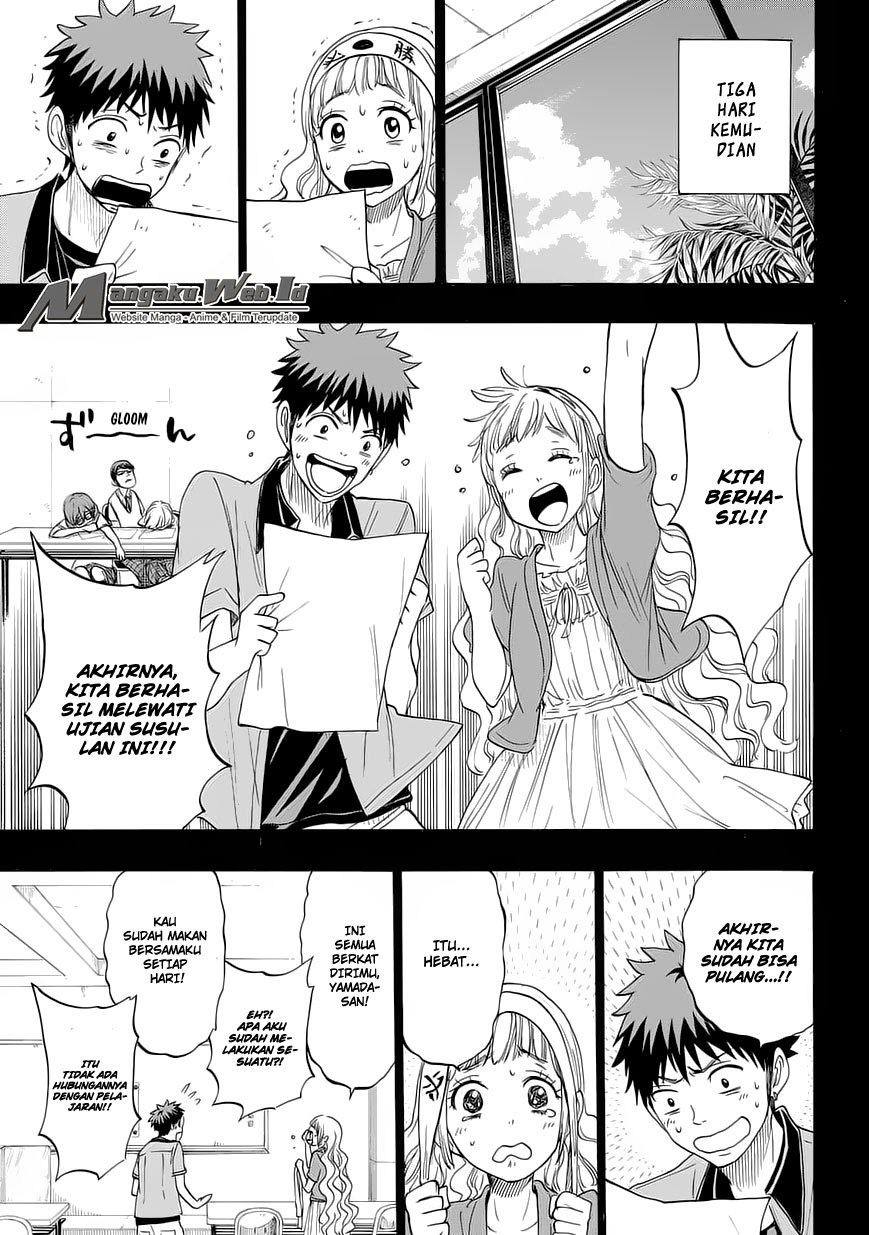 TIGA
HARI
KEMU-
DIAN
勝
Mangaku.Web.Id
Website Manga - Anime & Film Terupdate
KITA
BERHA-
SIL!!
ずーん
GLOOM
AKHIRNYA,
KITA BERHA-
SIL MELEWATI
UJIAN SUSU-
LAN INI!!!
AKHIR-
NYA KITA
SUDAH BISA
PULANG...!!
ITU...
HEBAT...
INI
SEMUA
BERKAT
DIRIMU,
YAMADA-
SAN!
EH?!
APA AKU
SUDAH ME-
LAKUKAN SE-
SUATU?!
KAU
SUDAH MAKAN
BERSAMAKU
SETIAP
HARI!
ITU
TIDAK ADA
HUBUNGANNYA
DENGAN PELA-
JARAN!!